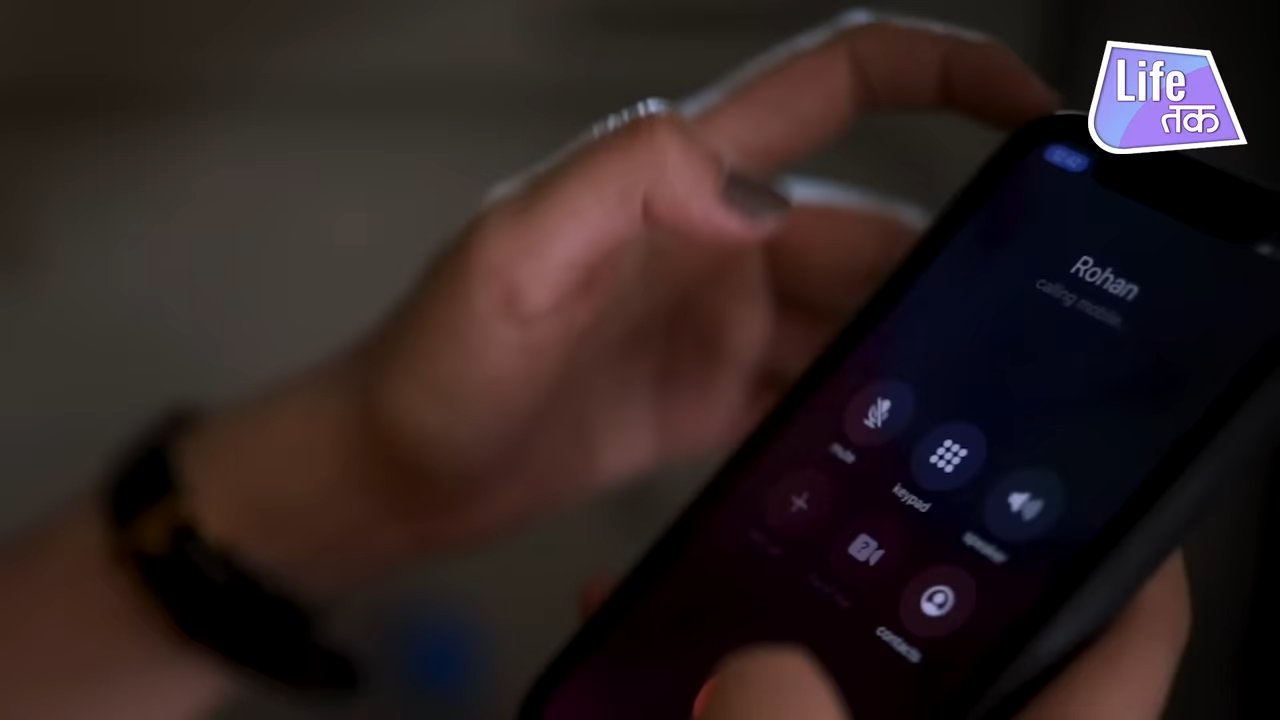 Life
तक
Rohan
calling mobile...
mute
keypad
speaker
contacts